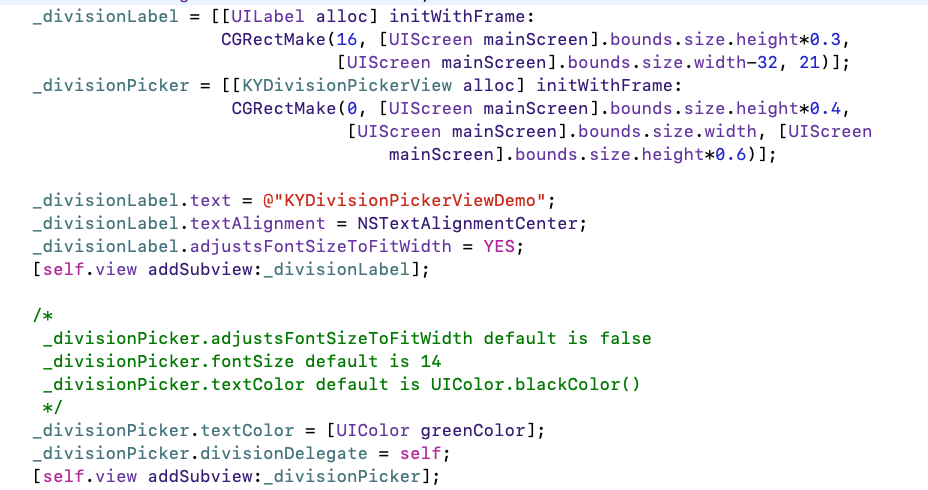 _divisionLabel = [[UILabel alloc] initWithFrame:
CGRectMake(16, [UIScreen mainScreen].bounds.size.height*0.3,
[UIScreen mainScreen].bounds.size.width-32, 21)];
_divisionPicker = [[KYDivisionPickerView alloc] initWithFrame:
CGRectMake(0, [UIScreen mainScreen].bounds.size.height*0.4,
[UIScreen mainScreen].bounds.size.width, [UIScreen
mainScreen].bounds.size.height*0.6)];
_divisionLabel.text = @"KYDivisionPickerViewDemo";
_divisionLabel.textAlignment = NSTextAlignmentCenter;
_divisionLabel.adjustsFontSizeToFitWidth = YES;
[self.view addSubview:_divisionLabel];
/*
_divisionPicker.adjustsFontSizeToFitWidth default is false
_divisionPicker.fontSize default is 14
_divisionPicker.textColor default is UIColor.blackColor()
*/
_divisionPicker.textColor = [UIColor greenColor];
_divisionPicker.divisionDelegate = self;
[self.view addSubview:_divisionPicker];